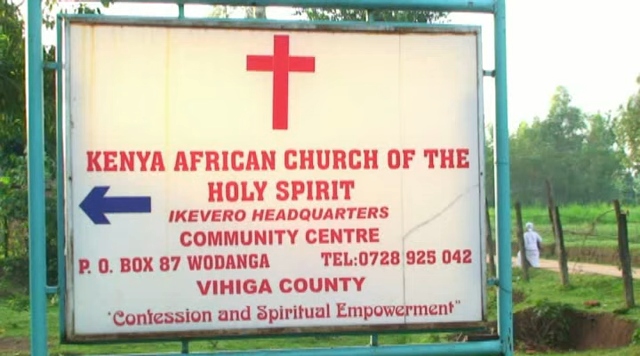 KENYA AFRICAN CHURCH OF THE
HOLY SPIRIT
IKEVERO HEADQUARTERS
COMMUNITY CENTRE
P. O. BOX 87 WODANGA TEL:0728 925 042
VIHIGA COUNTY
"Confession and Spiritual Empowerment"